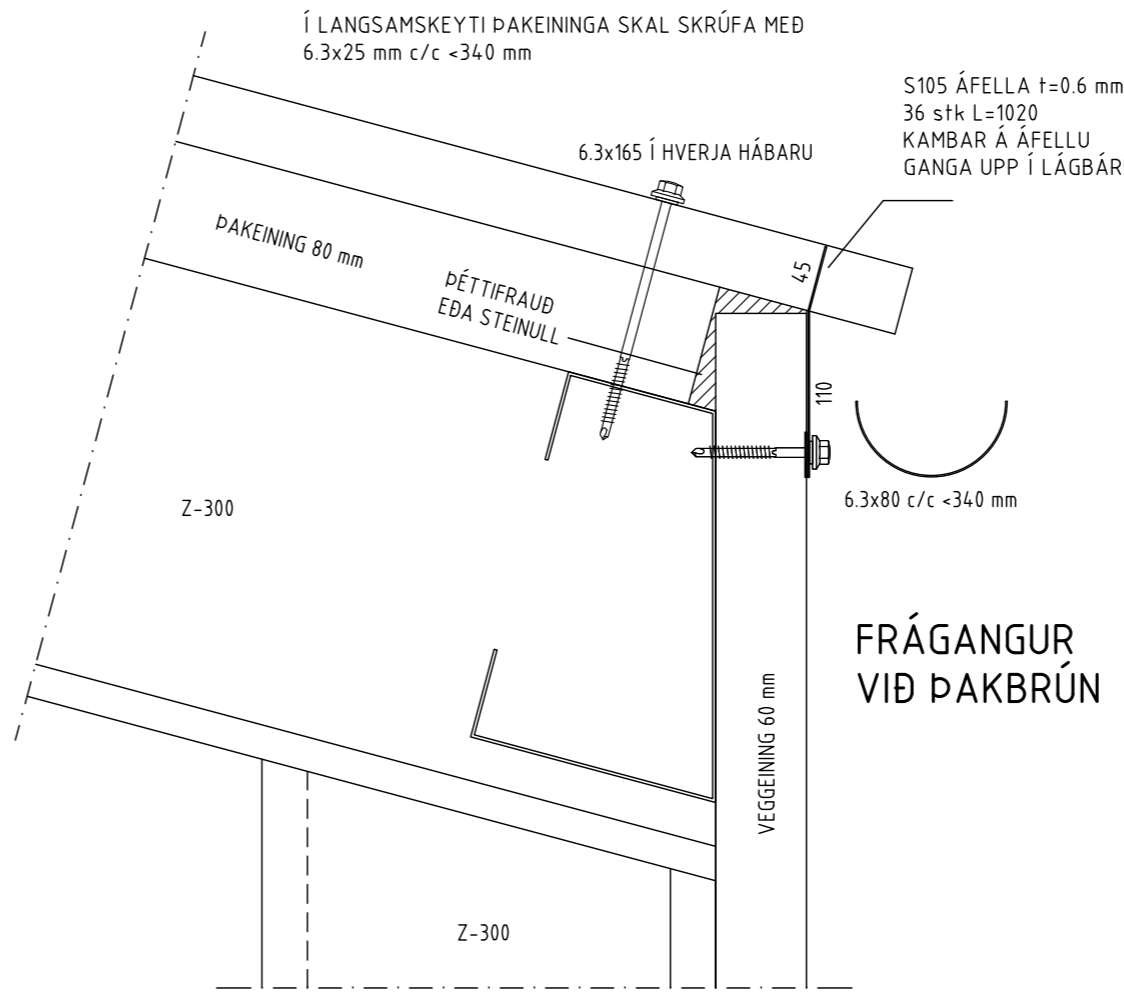 Í LANGSAMSKEYTI ÞAKEININGA SKAL SKRÚFA MEÐ
6.3x25 mm c/c <340 mm
S105 ÁFELLA t=0.6 mm
36 stk L=1020
KAMBAR Á ÁFELLU
GANGA UPP Í LÁGBÁR
6.3x165 Í HVERJA HÁBARU
ÞAKEINING 80 mm
ÞÉTTIFRAUÐ
EÐA STEINULL
45
110
6.3x80 c/c <340 mm
Z-300
FRÁGANGUR
VIÐ ÞAKBRÚN
VEGGEINING 60 mm
Z-300